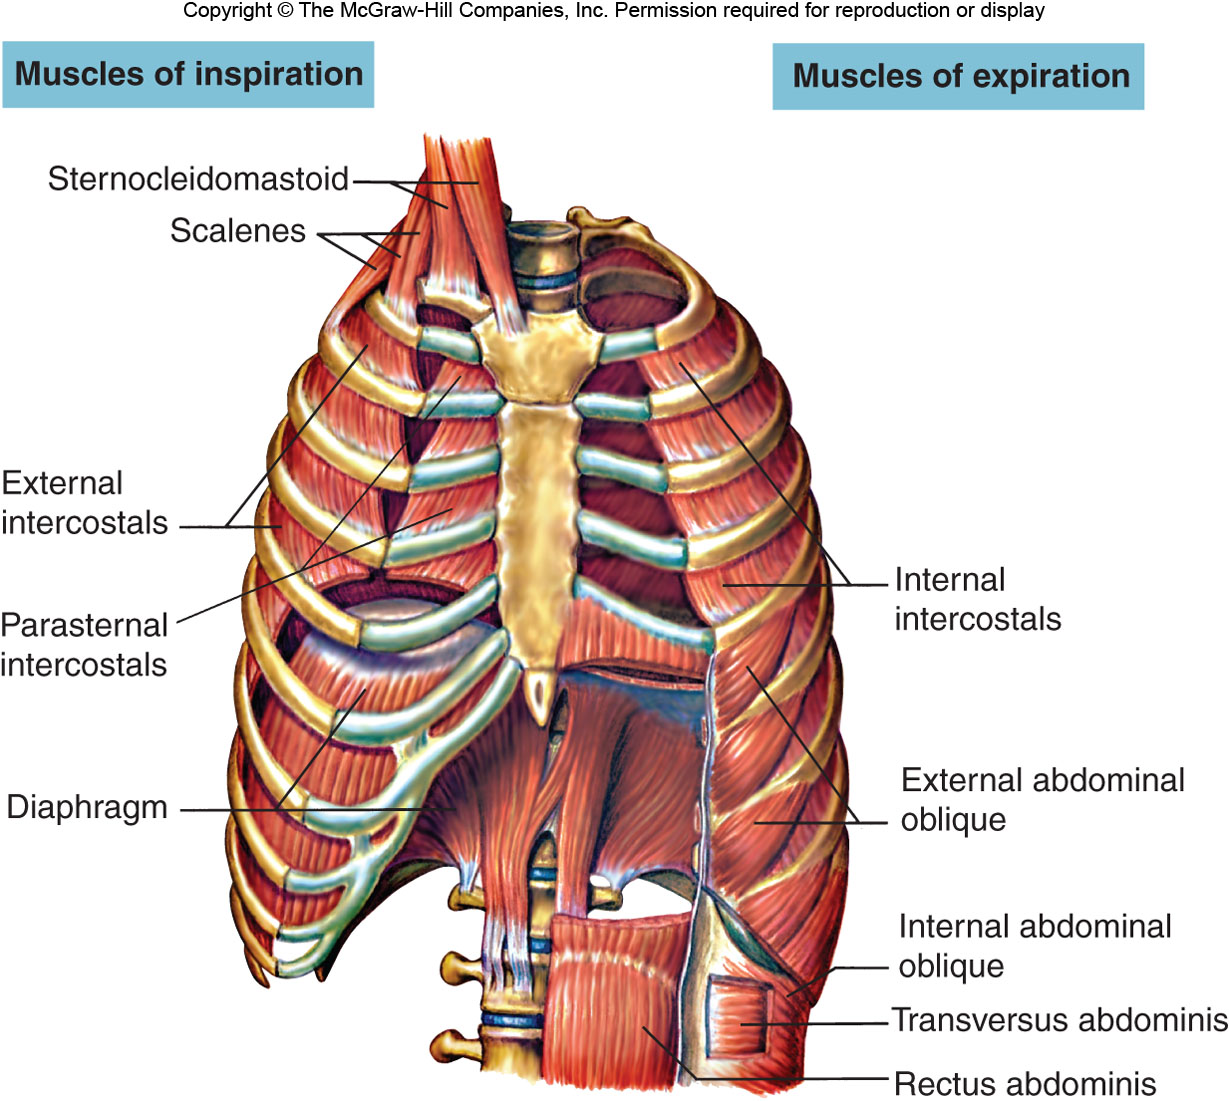 Copyright © The McGraw-Hill Companies, Inc. Permission required for reproduction or display
Muscles of inspiration
Muscles of expiration
Sternocleidomastoid
Scalenes
External
intercostals
Parasternal
intercostals
Diaphragm
Internal
intercostals
External abdominal
oblique
Internal abdominal
oblique
Transversus abdominis
Rectus abdominis